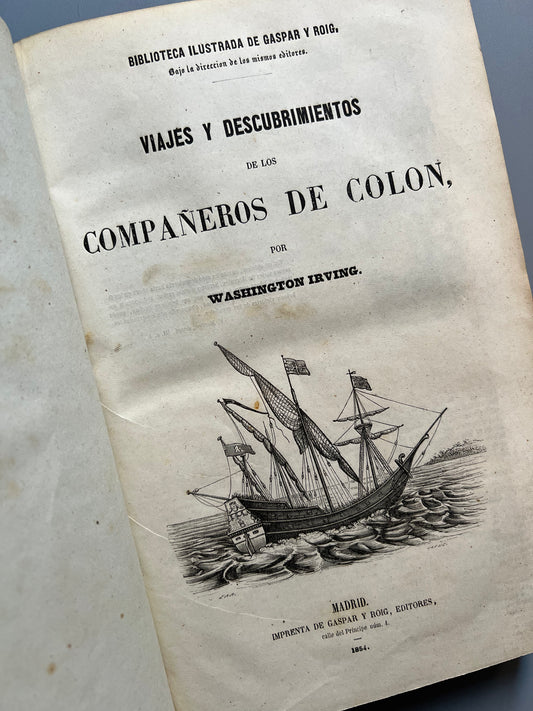 BIBLIOTECA ILUSTRADA DE GASPAR Y ROIG,
Bajo la direccion de los mismos editores.
VIAJES Y DESCUBRIMIENTOS
DE LOS
COMPAÑEROS DE COLON,
POR
WASHINGTON IRVING.
MADRID.
IMPRENTA DE GASPAR Y ROIG, EDITORES,
calle del Príncipe núm. 4.
1854.